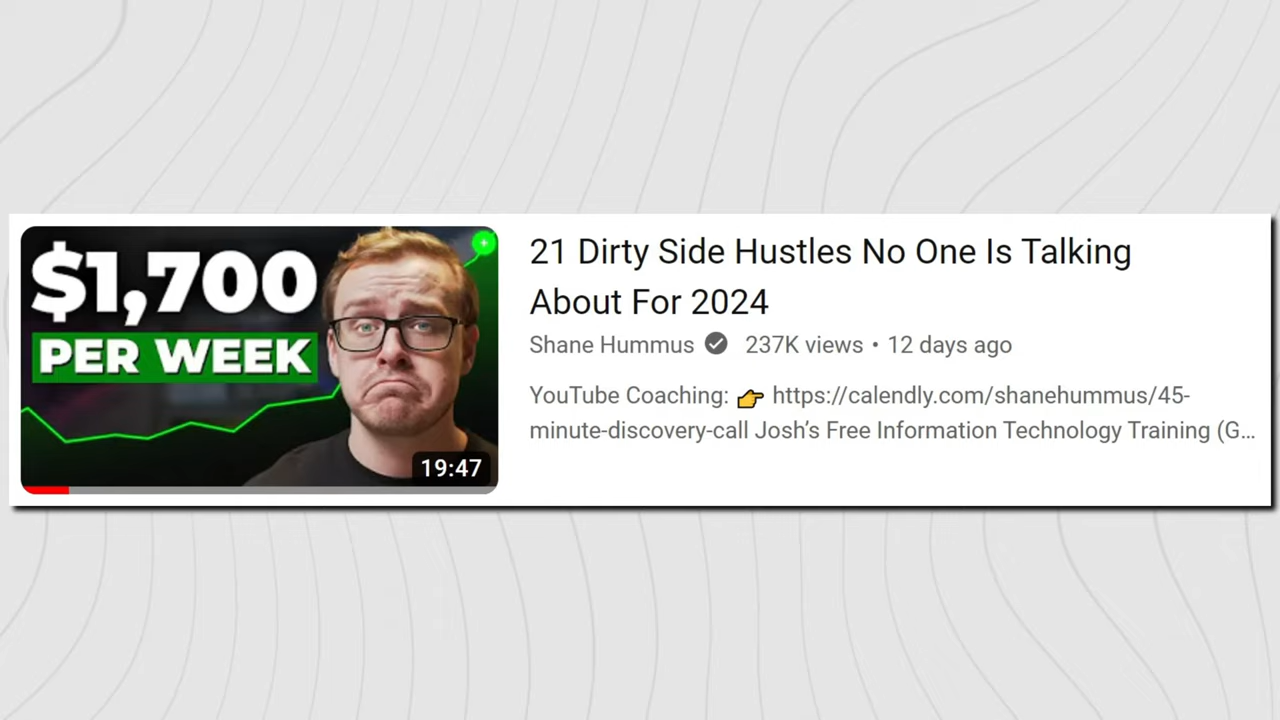 $1,700
PER WEEK
19:47
21 Dirty Side Hustles No One Is Talking
About For 2024
Shane Hummus 237K views • 12 days ago
YouTube Coaching: 👉 https://calendly.com/shanehummus/45-
minute-discovery-call Josh’s Free Information Technology Training (G...